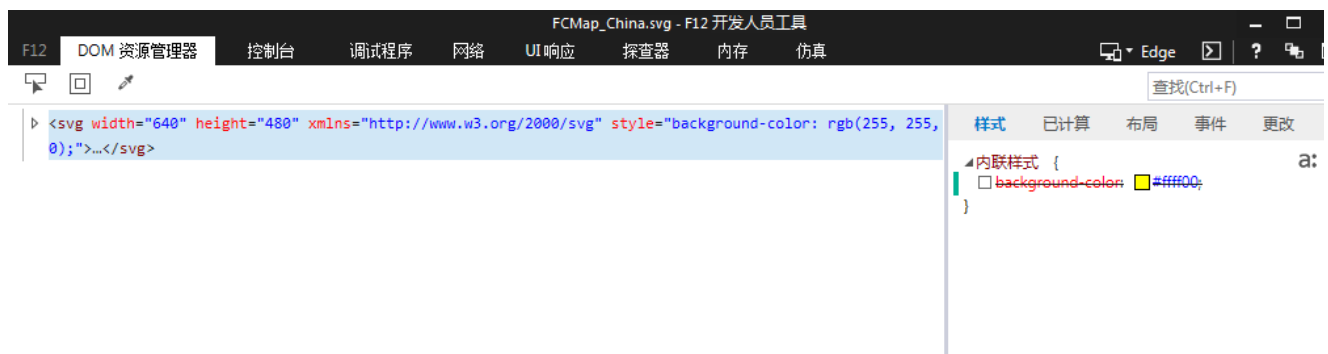 FCMap_China.svg - F12 开发人员工具
F12 DOM 资源管理器 控制台 调试程序 网络 UI 响应 探查器 内存 仿真 Edge ?
查找(Ctrl+F)
<svg width="640" height="480" xmlns="http://www.w3.org/2000/svg" style="background-color: rgb(255, 255,
0);">…</svg>
样式 已计算 布局 事件 更改
内联样式 { a:
background-color: #ffff00;
}